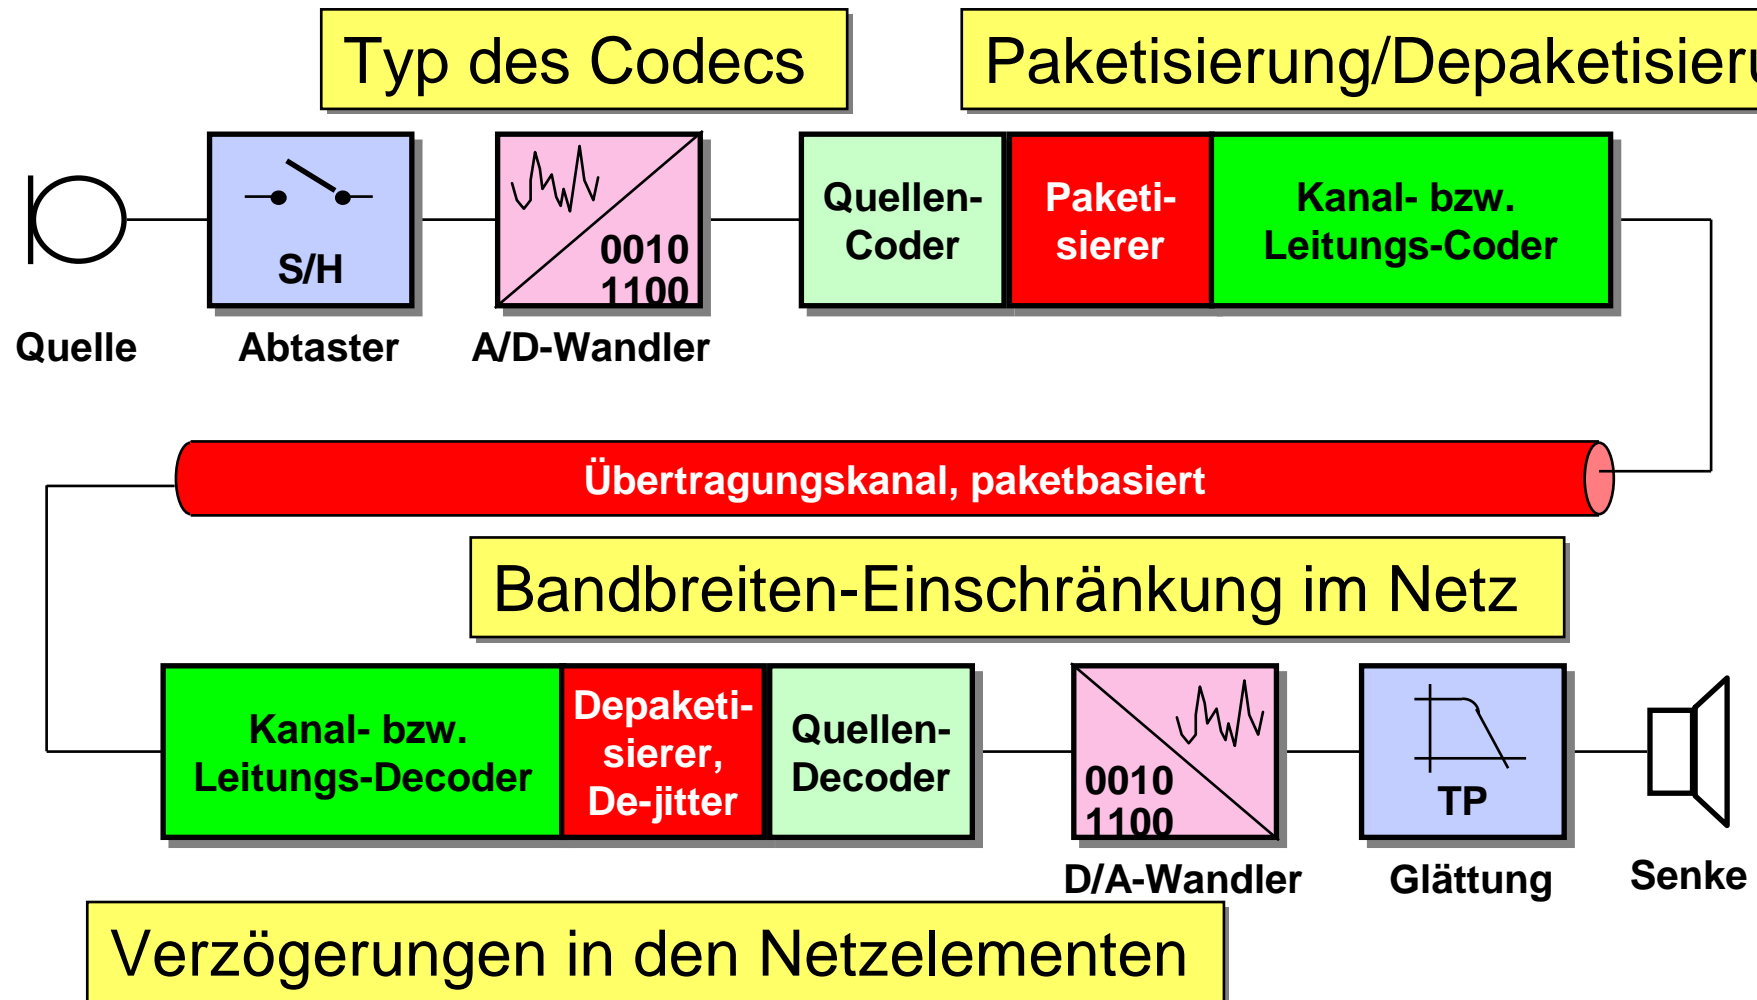 Typ des Codecs
Paketisierung/Depaketisieru
Quellen-
Coder
Paketi-
sierer
Kanal- bzw.
Leitungs-Coder
0010
1100
S/H
Quelle
Abtaster
A/D-Wandler
Übertragungskanal, paketbasiert
Bandbreiten-Einschränkung im Netz
Kanal- bzw.
Leitungs-Decoder
Depaketi-
sierer,
De-jitter
Quellen-
Decoder
0010
1100
TP
D/A-Wandler
Glättung
Senke
Verzögerungen in den Netzelementen